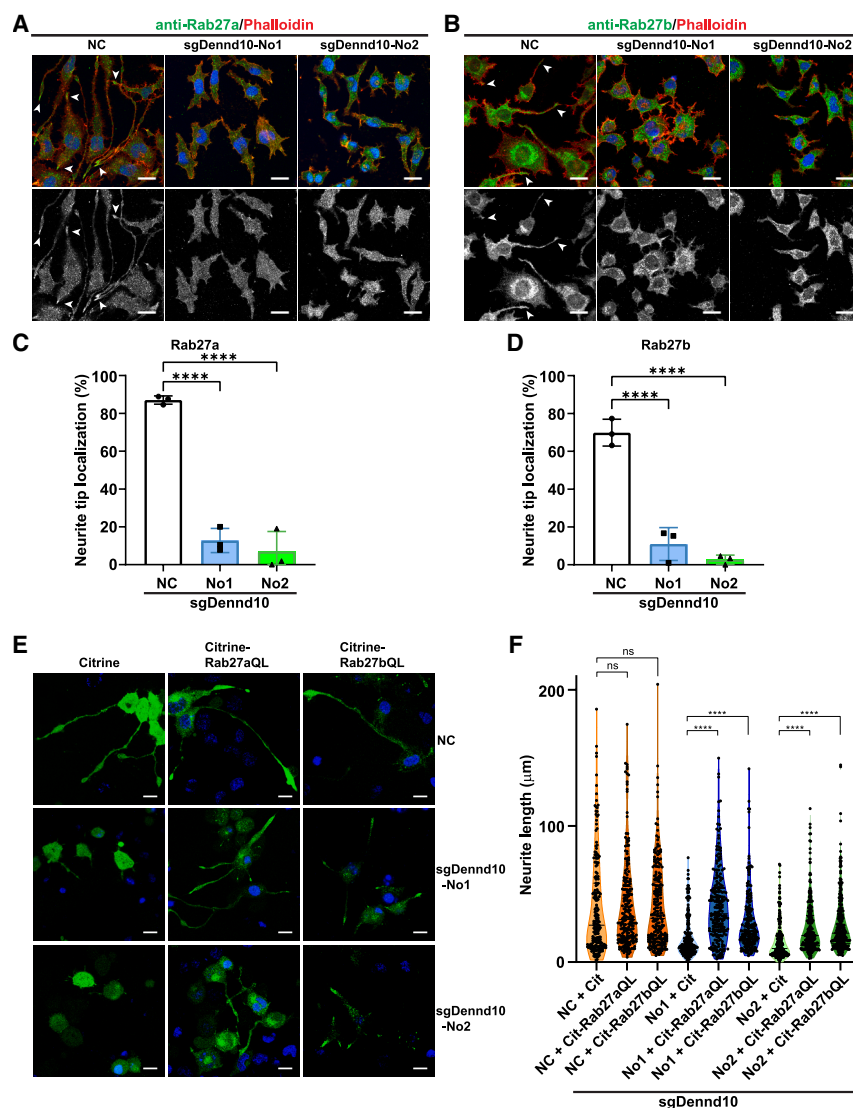 A
anti-Rab27a/Phalloidin
NC sgDennd10-No1 sgDennd10-No2
B
anti-Rab27b/Phalloidin
NC sgDennd10-No1 sgDennd10-No2
C
Rab27a
****
****
Neurite tip localization (%)
100
80
60
40
20
0
NC No1 No2
sgDennd10
D
Rab27b
****
****
Neurite tip localization (%)
100
80
60
40
20
0
NC No1 No2
sgDennd10
E
Citrine
Citrine-
Rab27aQL
Citrine-
Rab27bQL
NC
sgDennd10
-No1
sgDennd10
-No2
F
ns
ns
****
****
****
****
Neurite length (μm)
200
100
0
NC + Cit
NC + Cit-Rab27aQL
NC + Cit-Rab27bQL
No1 + Cit
No1 + Cit-Rab27aQL
No1 + Cit-Rab27bQL
No2 + Cit
No2 + Cit-Rab27aQL
No2 + Cit-Rab27bQL
sgDennd10